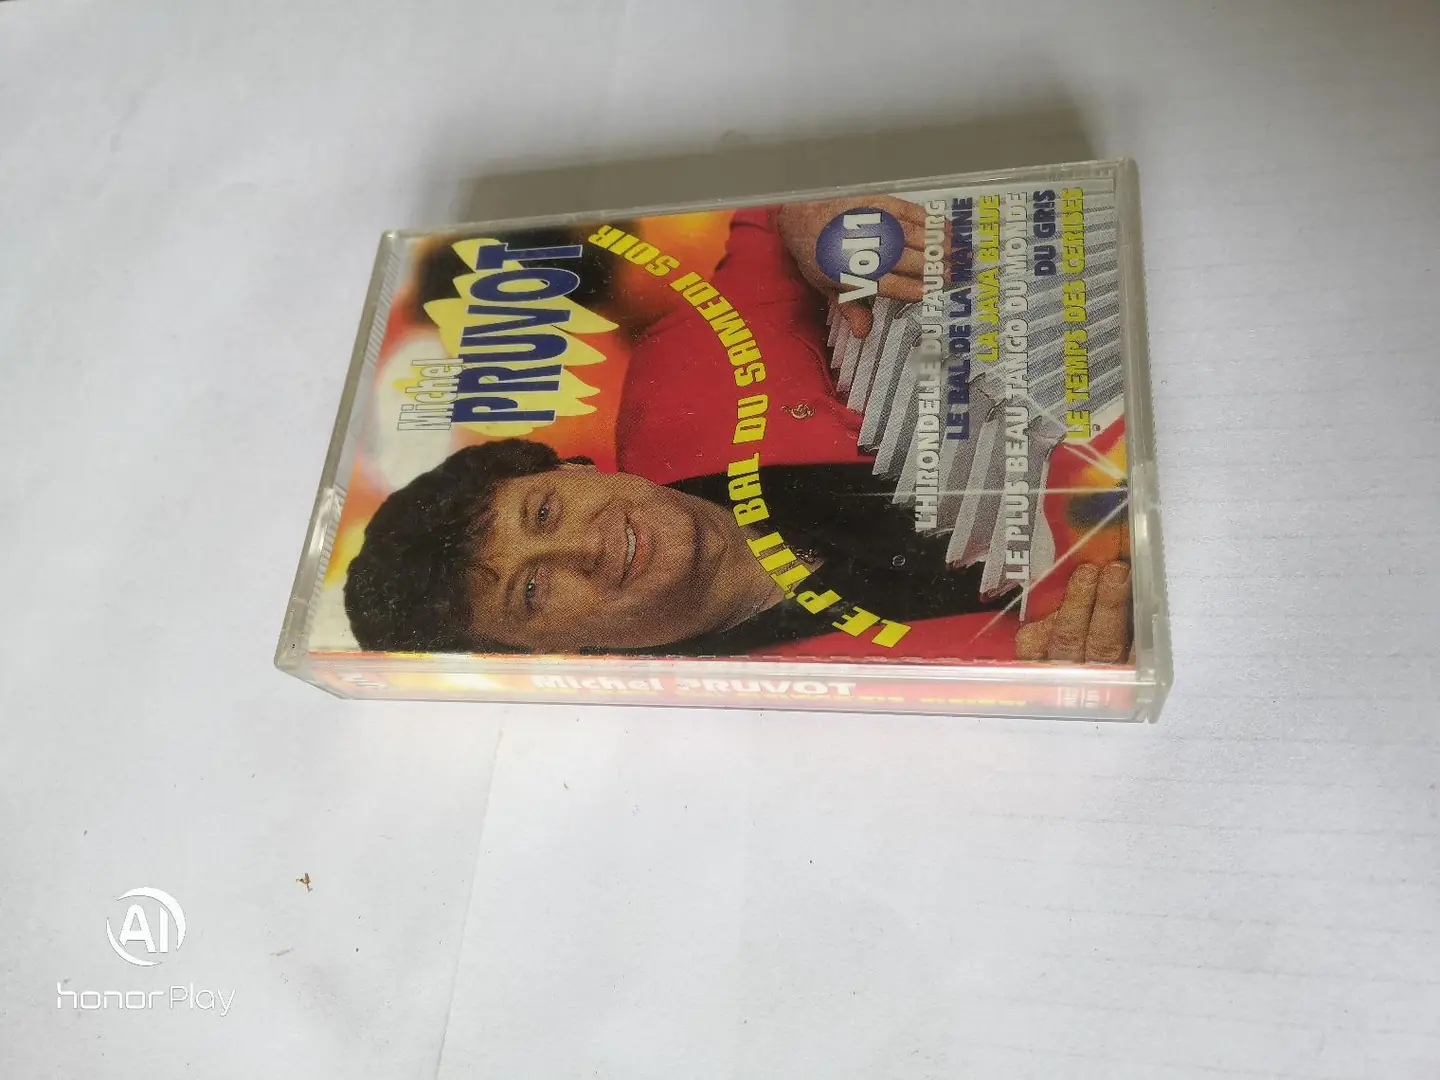 Michel
PRUVOT
LE P'TIT BAL DU SAMEDI SOIR
Vol 1
L'HIRONDELLE DU FAUBOURG
LE BAL DE LA MARINE
LA JAVA BLEUE
LE PLUS BEAU TANGO DU MONDE
DU GRIS
LE TEMPS DES CERISES
Michel PRUVOT
AI
honor Play